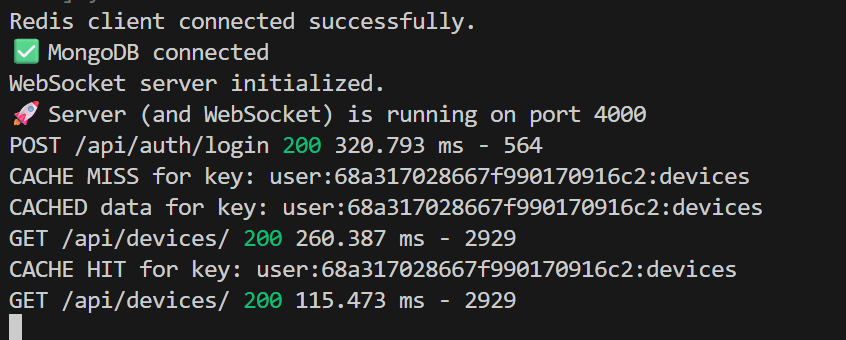 Redis client connected successfully.
✅ MongoDB connected
WebSocket server initialized.
🚀 Server (and WebSocket) is running on port 4000
POST /api/auth/login 200 320.793 ms - 564
CACHE MISS for key: user:68a317028667f990170916c2:devices
CACHED data for key: user:68a317028667f990170916c2:devices
GET /api/devices/ 200 260.387 ms - 2929
CACHE HIT for key: user:68a317028667f990170916c2:devices
GET /api/devices/ 200 115.473 ms - 2929